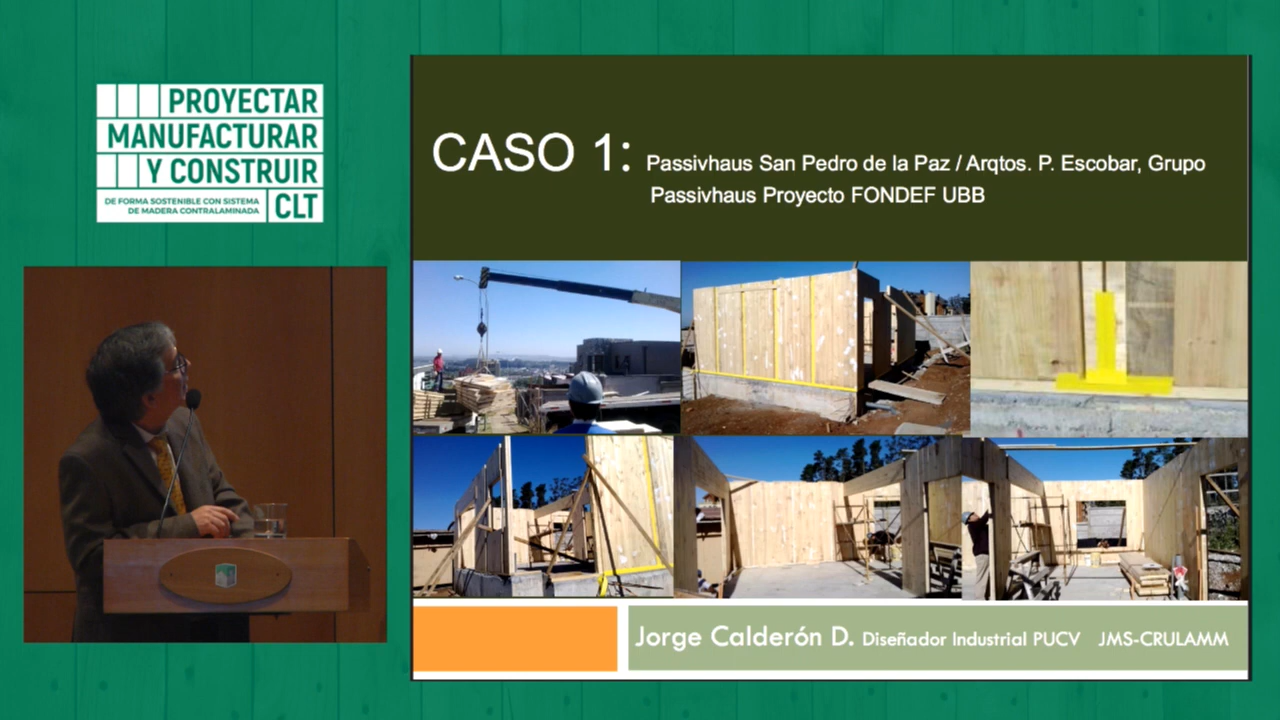 PROYECTAR
MANUFACTURAR
Y CONSTRUIR
DE FORMA SOSTENIBLE CON SISTEMA
DE MADERA CONTRALAMINADA
CLT
CASO 1: Passivhaus San Pedro de la Paz / Arqtos. P. Escobar, Grupo
Passivhaus Proyecto FONDEF UBB
Jorge Calderón D. Diseñador Industrial PUCV JMS-CRULAMM